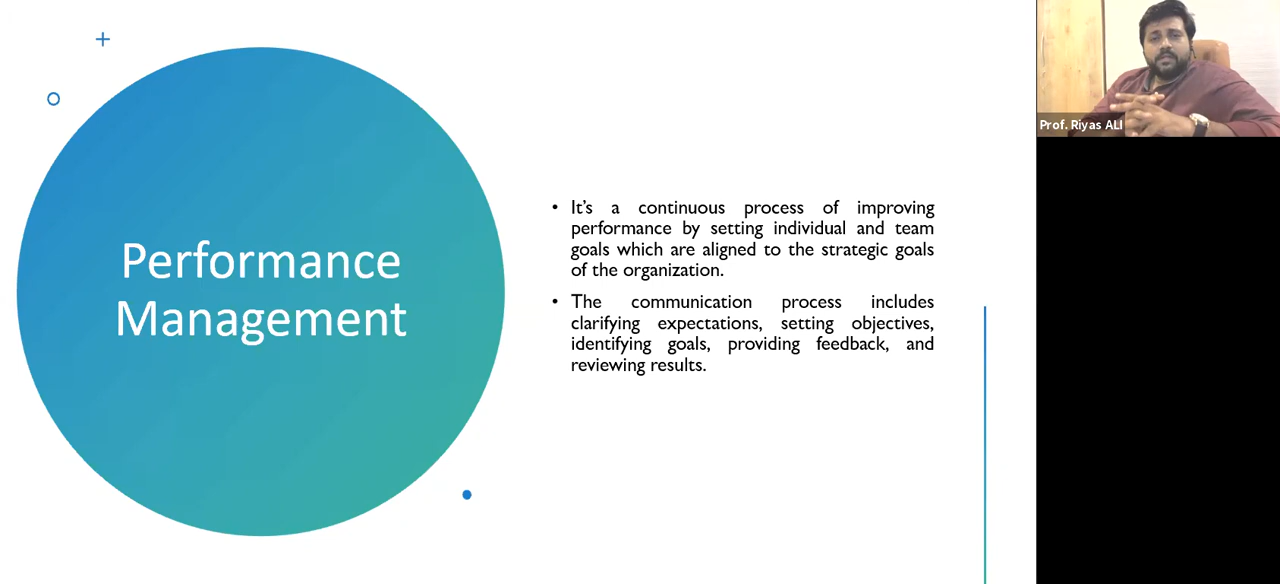 Performance
Management
• It's a continuous process of improving
performance by setting individual and team
goals which are aligned to the strategic goals
of the organization.
• The communication process includes
clarifying expectations, setting objectives,
identifying goals, providing feedback, and
reviewing results.
Prof. Riyas ALI